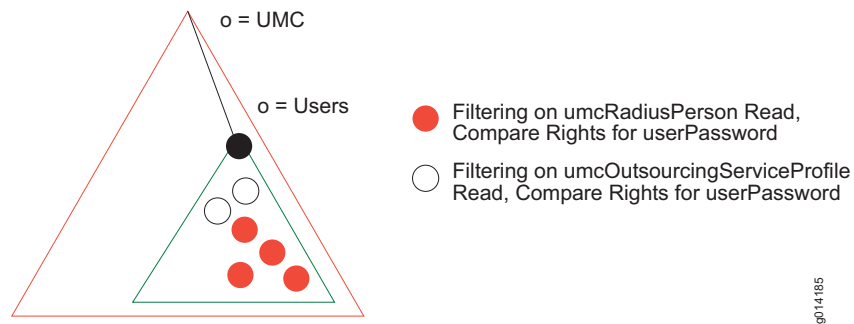 o = UMC
o = Users
Filtering on umcRadiusPerson Read,
Compare Rights for userPassword
Filtering on umcOutsourcingServiceProfile
Read, Compare Rights for userPassword
g014185